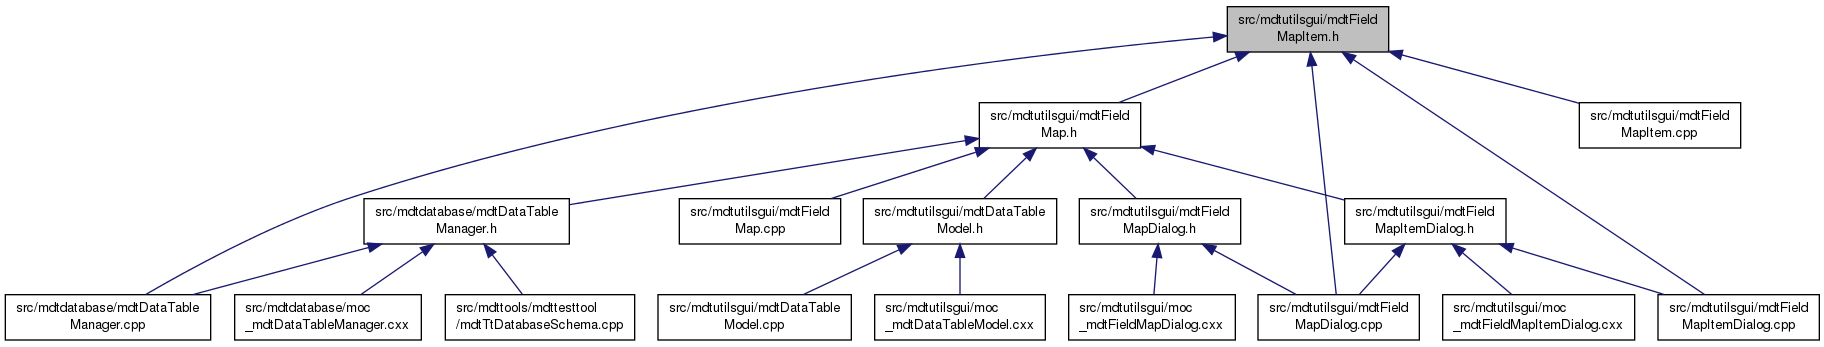 src/mdtutilsgui/mdtField
MapItem.h
src/mdtutilsgui/mdtField
Map.h
src/mdtutilsgui/mdtField
MapItem.cpp
src/mdtdatabase/mdtDataTable
Manager.h
src/mdtutilsgui/mdtField
Map.cpp
src/mdtutilsgui/mdtDataTable
Model.h
src/mdtutilsgui/mdtField
MapDialog.h
src/mdtutilsgui/mdtField
MapItemDialog.h
src/mdtdatabase/mdtDataTable
Manager.cpp
src/mdtdatabase/moc
_mdtDataTableManager.cxx
src/mdttools/mdttesttool
/mdtTtDatabaseSchema.cpp
src/mdtutilsgui/mdtDataTable
Model.cpp
src/mdtutilsgui/moc
_mdtDataTableModel.cxx
src/mdtutilsgui/moc
_mdtFieldMapDialog.cxx
src/mdtutilsgui/mdtField
MapDialog.cpp
src/mdtutilsgui/moc
_mdtFieldMapItemDialog.cxx
src/mdtutilsgui/mdtField
MapItemDialog.cpp